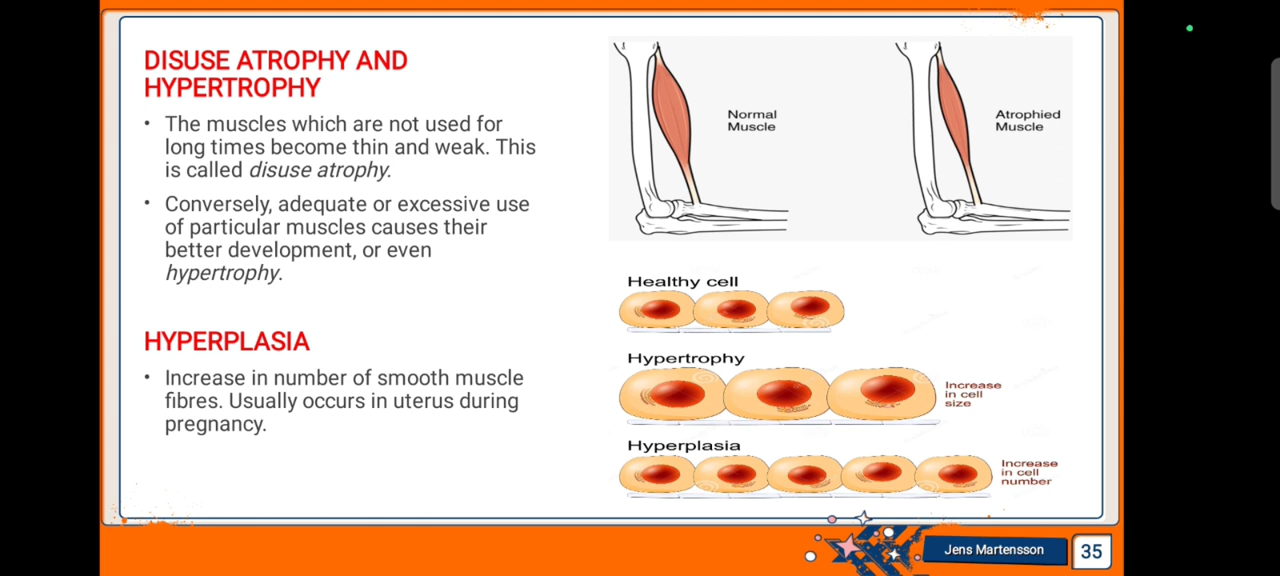 DISUSE ATROPHY AND
HYPERTROPHY
• The muscles which are not used for
long times become thin and weak. This
is called disuse atrophy.
• Conversely, adequate or excessive use
of particular muscles causes their
better development, or even
hypertrophy.
HYPERPLASIA
• Increase in number of smooth muscle
fibres. Usually occurs in uterus during
pregnancy.
Normal
Muscle
Atrophied
Muscle
Healthy cell
Hypertrophy
Increase
in cell
size
Hyperplasia
Increase
in cell
number
Jens Martensson
35